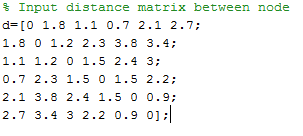 % Input distance matrix between node
d=[0 1.8 1.1 0.7 2.1 2.7;
1.8 0 1.2 2.3 3.8 3.4;
1.1 1.2 0 1.5 2.4 3;
0.7 2.3 1.5 0 1.5 2.2;
2.1 3.8 2.4 1.5 0 0.9;
2.7 3.4 3 2.2 0.9 0];